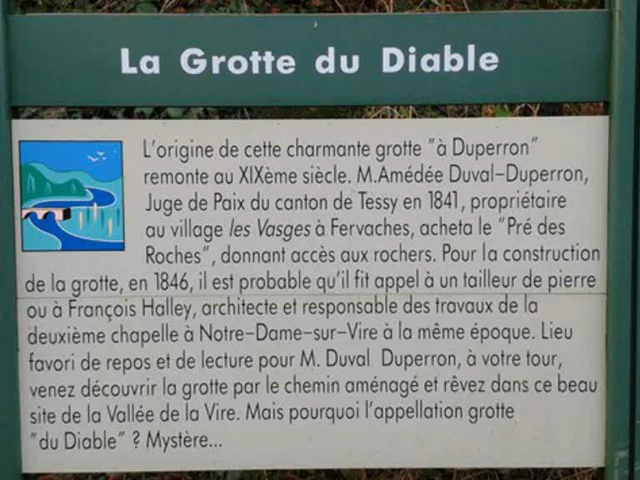 La Grotte du Diable
L'origine de cette charmante grotte "à Duperron"
remonte au XIXème siècle. M.Amédée Duval-Duperron,
Juge de Paix du canton de Tessy en 1841, propriétaire
au village les Vasges à Fervaches, acheta le "Pré des
Roches", donnant accès aux rochers. Pour la construction
de la grotte, en 1846, il est probable qu'il fit appel à un tailleur de pierre
ou à François Halley, architecte et responsable des travaux de la
deuxième chapelle à Notre-Dame-sur-Vire à la même époque. Lieu
favori de repos et de lecture pour M. Duval Duperron, à votre tour,
venez découvrir la grotte par le chemin aménagé et rêvez dans ce beau
site de la Vallée de la Vire. Mais pourquoi l'appellation grotte
"du Diable" ? Mystère...